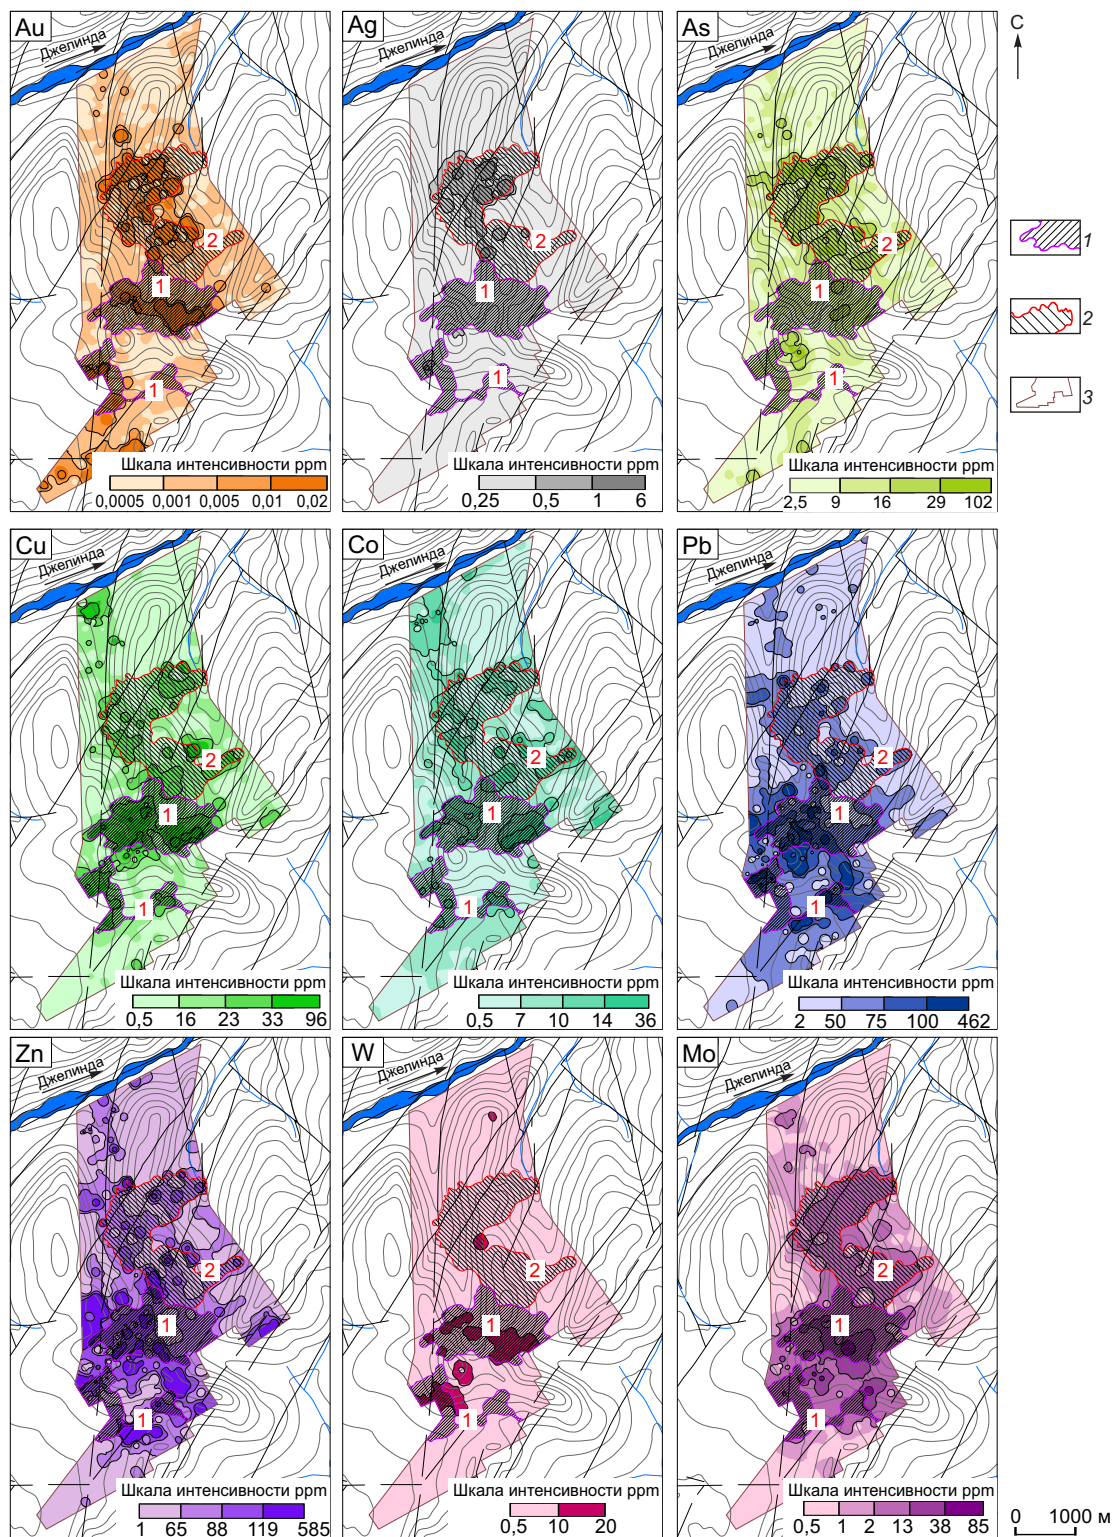 Au
Джелинда
2
1
1
Шкала интенсивности ppm
0,0005 0,001 0,005 0,01 0,02
Ag
Джелинда
2
1
1
Шкала интенсивности ppm
0,25 0,5 1 6
As
Джелинда
2
1
1
Шкала интенсивности ppm
2,5 9 16 29 102
С
1
2
3
Cu
Джелинда
2
1
1
Шкала интенсивности ppm
0,5 16 23 33 96
Co
Джелинда
2
1
1
Шкала интенсивности ppm
0,5 7 10 14 36
Pb
Джелинда
2
1
1
Шкала интенсивности ppm
2 50 75 100 462
Zn
Джелинда
2
1
1
Шкала интенсивности ppm
1 65 88 119 585
W
Джелинда
2
1
1
Шкала интенсивности ppm
0,5 10 20
Mo
Джелинда
2
1
1
Шкала интенсивности ppm
0,5 1 2 13 38 85
0 1000 м